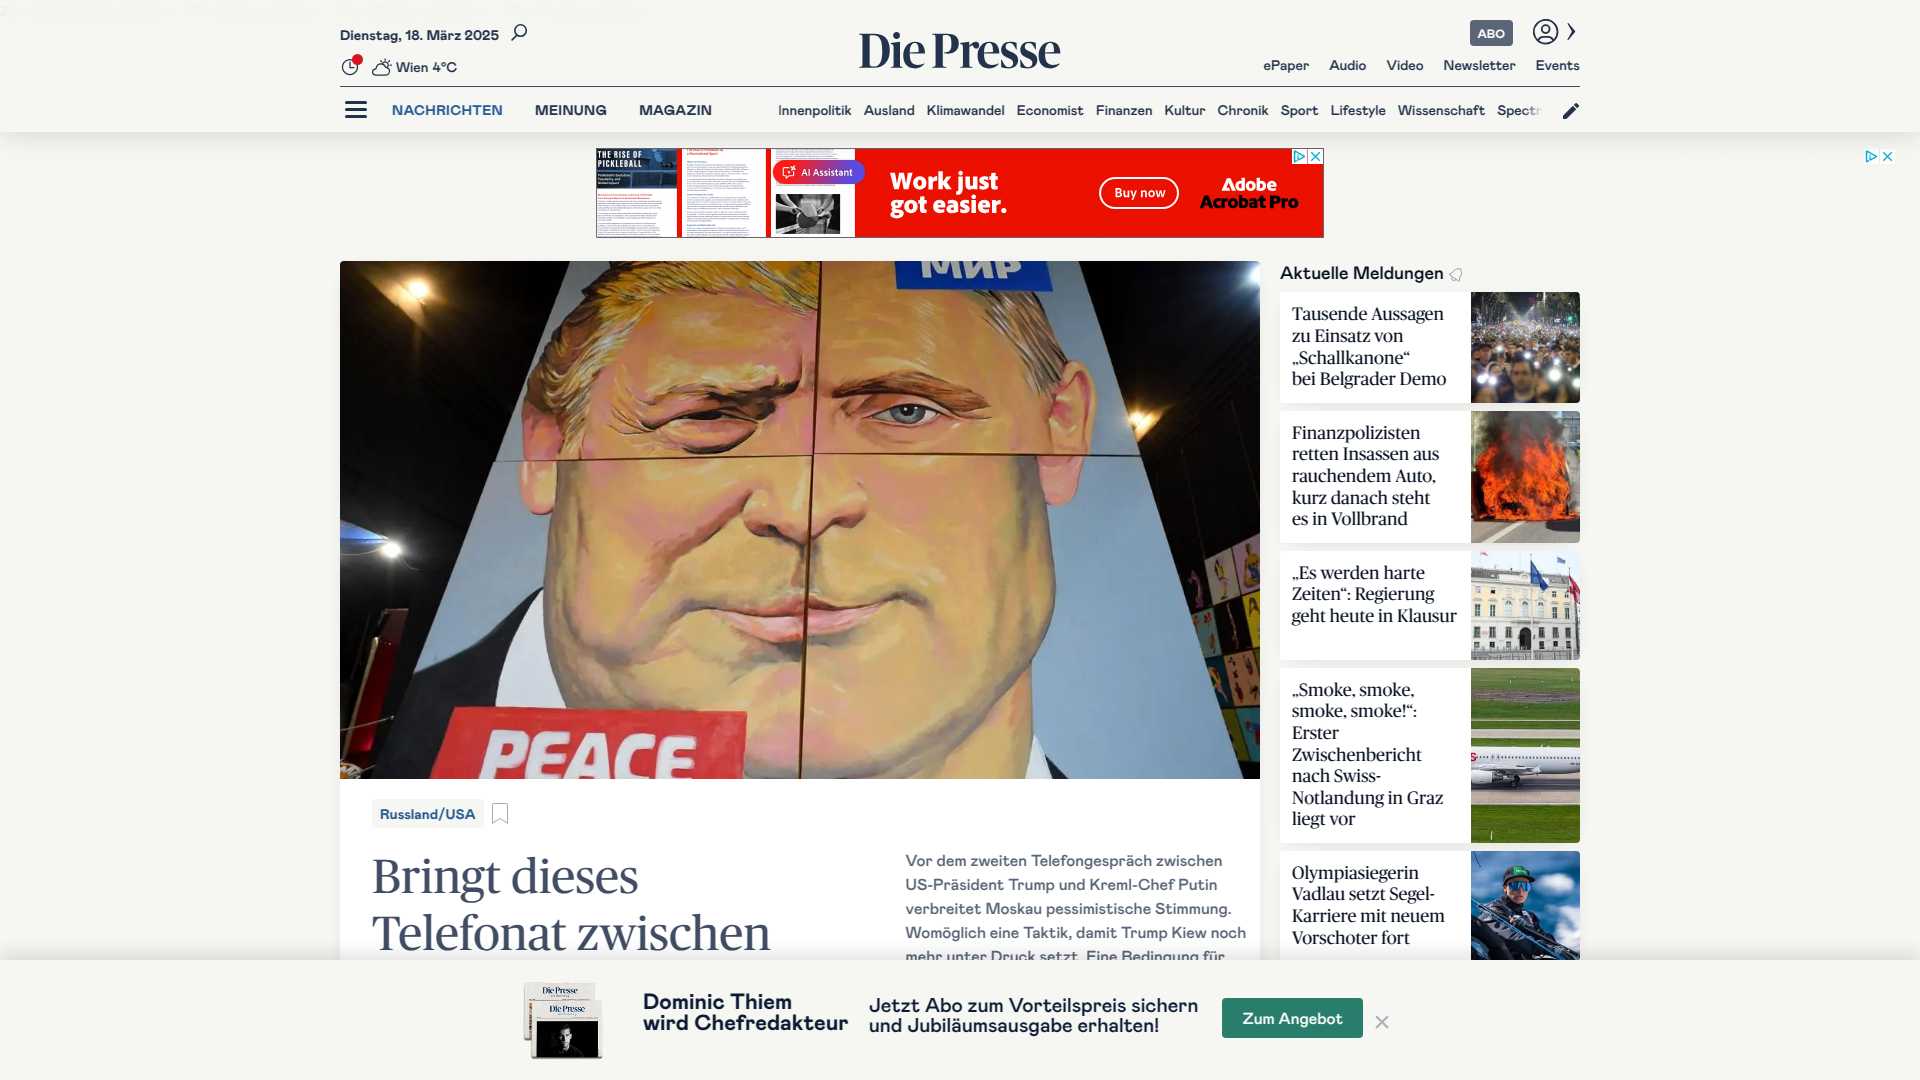 Dienstag, 18. März 2025
Wien 4°C
Die Presse
ABO
ePaper Audio Video Newsletter Events
NACHRICHTEN MEINUNG MAGAZIN
Innenpolitik Ausland Klimawandel Economist Finanzen Kultur Chronik Sport Lifestyle Wissenschaft Spectr
THE RISE OF
PICKLEBALL
AI Assistant
Work just
got easier.
Buy now
Adobe
Acrobat Pro
МИР
PEACE
Russland/USA
Bringt dieses
Telefonat zwischen
Vor dem zweiten Telefongespräch zwischen
US-Präsident Trump und Kreml-Chef Putin
verbreitet Moskau pessimistische Stimmung.
Womöglich eine Taktik, damit Trump Kiew noch
mehr unter Druck setzt. Eine Bedingung für
Aktuelle Meldungen
Tausende Aussagen
zu Einsatz von
„Schallkanone“
bei Belgrader Demo
Finanzpolizisten
retten Insassen aus
rauchendem Auto,
kurz danach steht
es in Vollbrand
„Es werden harte
Zeiten“: Regierung
geht heute in Klausur
„Smoke, smoke,
smoke, smoke!“:
Erster
Zwischenbericht
nach Swiss-
Notlandung in Graz
liegt vor
Olympiasiegerin
Vadlau setzt Segel-
Karriere mit neuem
Vorschoter fort
Die Presse
Die Presse
Dominic Thiem
wird Chefredakteur
Jetzt Abo zum Vorteilspreis sichern
und Jubiläumsausgabe erhalten!
Zum Angebot